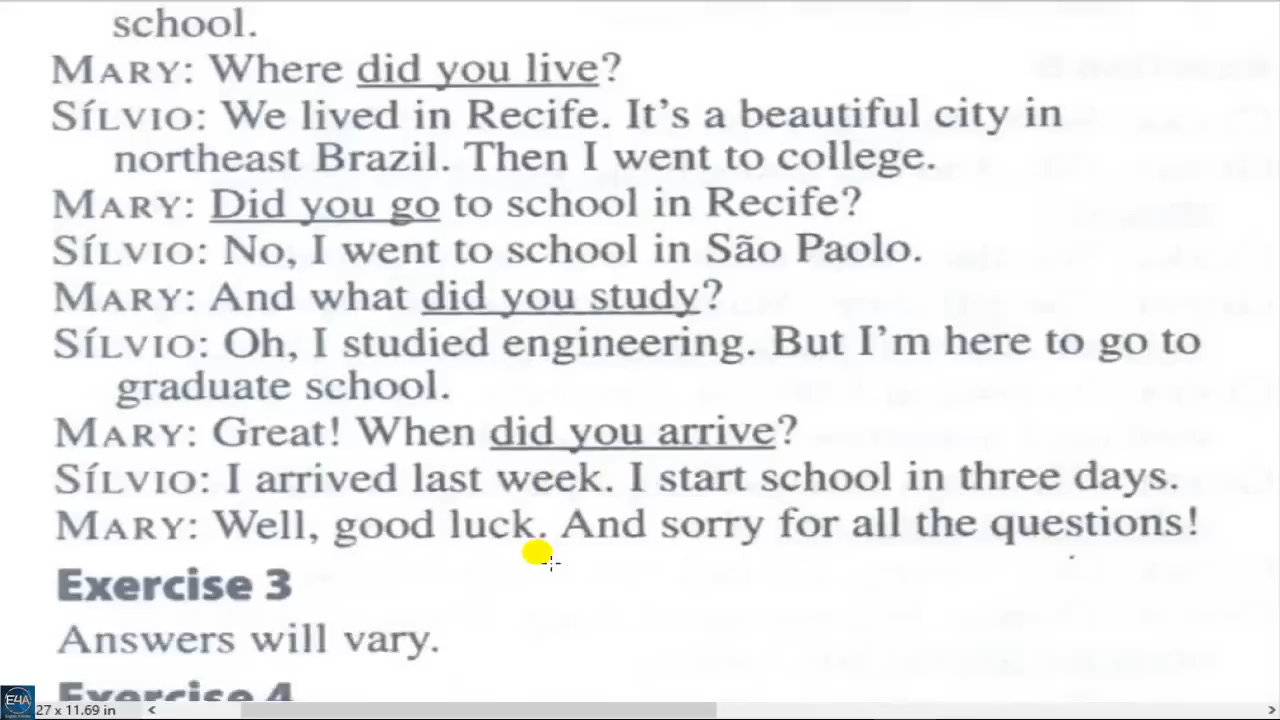 school.
MARY: Where did you live?
SÍLVIO: We lived in Recife. It's a beautiful city in
northeast Brazil. Then I went to college.
MARY: Did you go to school in Recife?
SÍLVIO: No, I went to school in São Paolo.
MARY: And what did you study?
SÍLVIO: Oh, I studied engineering. But I'm here to go to
graduate school.
MARY: Great! When did you arrive?
SÍLVIO: I arrived last week. I start school in three days.
MARY: Well, good luck. And sorry for all the questions!
Exercise 3
Answers will vary.
Exercise 4
E4A
27 x 11.69 in